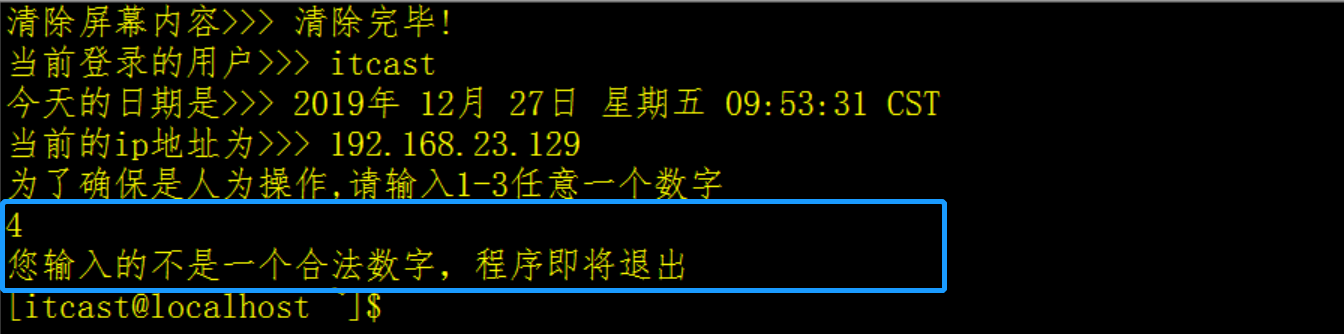 清除屏幕内容>>> 清除完毕!
当前登录的用户>>> itcast
今天的日期是>>> 2019年 12月 27日 星期五 09:53:31 CST
当前的ip地址为>>> 192.168.23.129
为了确保是人为操作,请输入1-3任意一个数字
4
您输入的不是一个合法数字，程序即将退出
[itcast@localhost ~]$